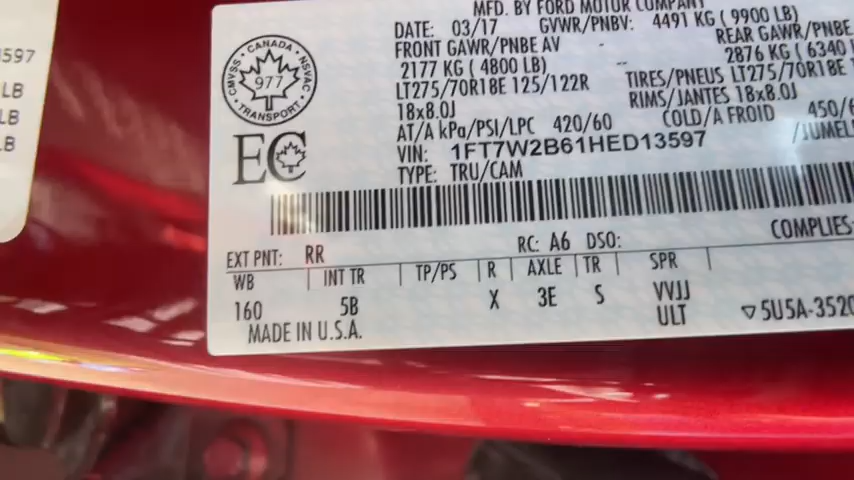 MFD. BY FORD MOTOR COMPANY
DATE: 03/17 GVWR/PNBV: 4491 KG (9900 LB)
FRONT GAWR/PNBE AV - REAR GAWR/PNBE
2177 KG (4800 LB) 2876 KG (6340 L
LT275/70R18E 125/122R TIRES/PNEUS LT275/70R18E 1
18x8.0J RIMS/JANTES 18x8.0J
AT/A kPa/PSI/LPC 420/60 COLD/A FROID 450/6
VIN: 1FT7W2B61HED13597 /JUMEL
TYPE: TRU/CAM
CMVSS · CANADA · NSVAC · TRANSPORT ·
977
EC
EXT PNT: RR RC: A6 DSO: COMPLIES
WB INT TR TP/PS R AXLE TR SPR
160 5B X 3E S VVJJ
ULT ▽5U5A-3520
MADE IN U.S.A.
597
LB
LB
LB